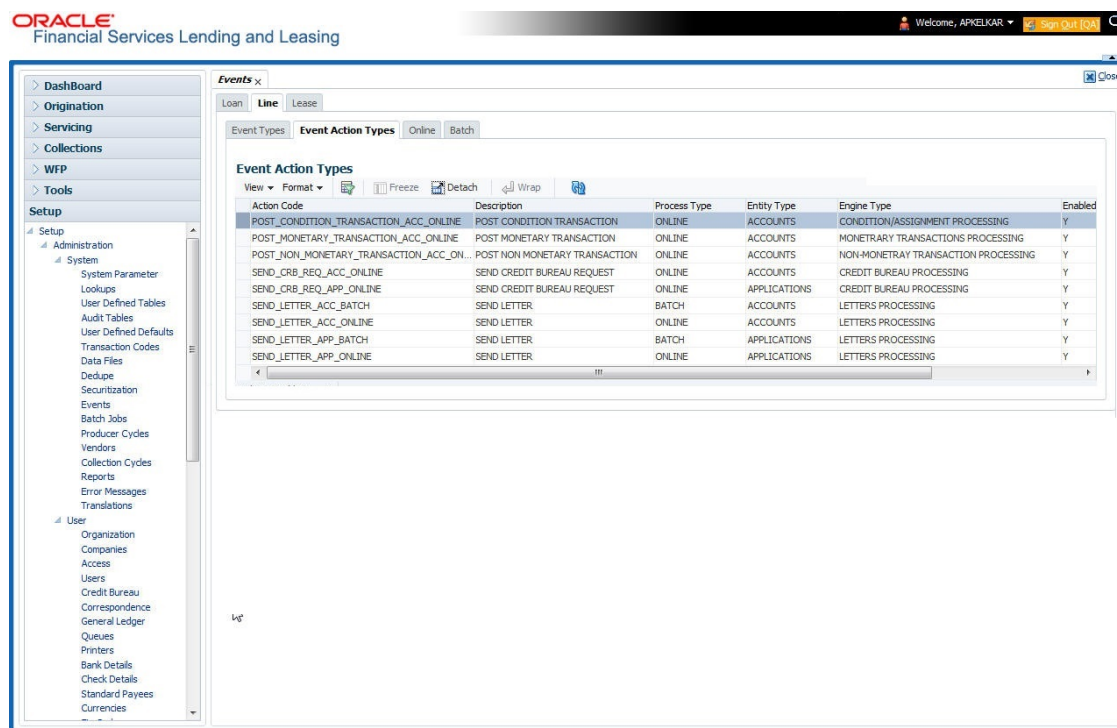 ORACLE
Financial Services Lending and Leasing
Welcome, APKELKAR
Sign Out [QA]
Close
DashBoard
Origination
Servicing
Collections
WFP
Tools
Setup
Setup
Administration
System
System Parameter
Lookups
User Defined Tables
Audit Tables
User Defined Defaults
Transaction Codes
Data Files
Dedupe
Securitization
Events
Batch Jobs
Producer Cycles
Vendors
Collection Cycles
Reports
Error Messages
Translations
User
Organization
Companies
Access
Users
Credit Bureau
Correspondence
General Ledger
Queues
Printers
Bank Details
Check Details
Standard Payees
Currencies
Events
Loan Line Lease
Event Types Event Action Types Online Batch
Event Action Types
View Format Freeze Detach Wrap
Action Code Description Process Type Entity Type Engine Type Enabled
POST_CONDITION_TRANSACTION_ACC_ONLINE POST CONDITION TRANSACTION ONLINE ACCOUNTS CONDITION/ASSIGNMENT PROCESSING Y
POST_MONETARY_TRANSACTION_ACC_ONLINE POST MONETARY TRANSACTION ONLINE ACCOUNTS MONETRARY TRANSACTIONS PROCESSING Y
POST_NON_MONETARY_TRANSACTION_ACC_ON... POST NON MONETARY TRANSACTION ONLINE ACCOUNTS NON-MONETRAY TRANSACTION PROCESSING Y
SEND_CRB_REQ_ACC_ONLINE SEND CREDIT BUREAU REQUEST ONLINE ACCOUNTS CREDIT BUREAU PROCESSING Y
SEND_CRB_REQ_APP_ONLINE SEND CREDIT BUREAU REQUEST ONLINE APPLICATIONS CREDIT BUREAU PROCESSING Y
SEND_LETTER_ACC_BATCH SEND LETTER BATCH ACCOUNTS LETTERS PROCESSING Y
SEND_LETTER_ACC_ONLINE SEND LETTER ONLINE ACCOUNTS LETTERS PROCESSING Y
SEND_LETTER_APP_BATCH SEND LETTER BATCH APPLICATIONS LETTERS PROCESSING Y
SEND_LETTER_APP_ONLINE SEND LETTER ONLINE APPLICATIONS LETTERS PROCESSING Y